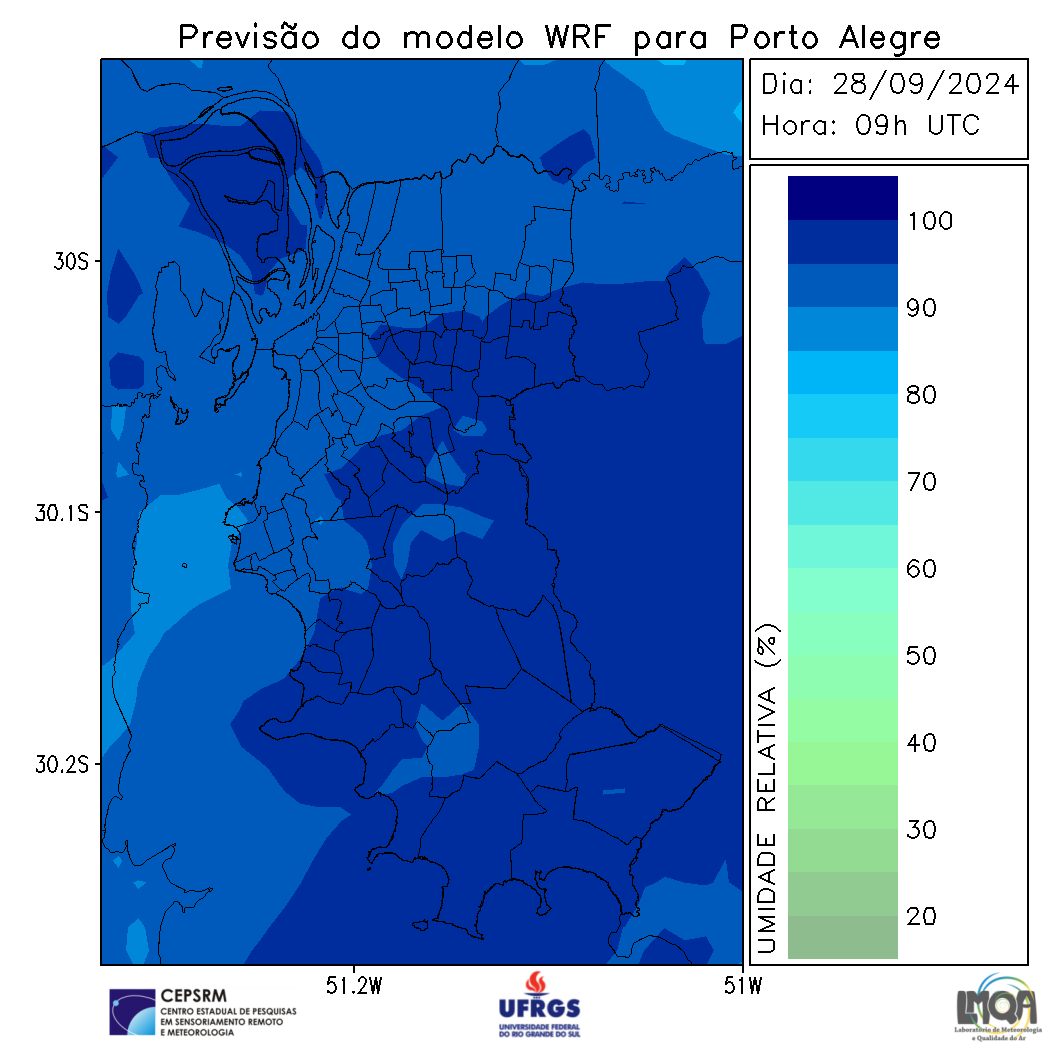 Previsão do modelo WRF para Porto Alegre
Dia: 28/09/2024
Hora: 09h UTC
100
90
80
70
60
50
40
30
20
UMIDADE RELATIVA (%)
30S
30.1S
30.2S
51.2W
51W
CEPSRM
CENTRO ESTADUAL DE PESQUISAS
EM SENSORIAMENTO REMOTO
E METEOROLOGIA
UFRGS
UNIVERSIDADE FEDERAL
DO RIO GRANDE DO SUL
LMQA
Laboratório de Meteorologia
e Qualidade do Ar